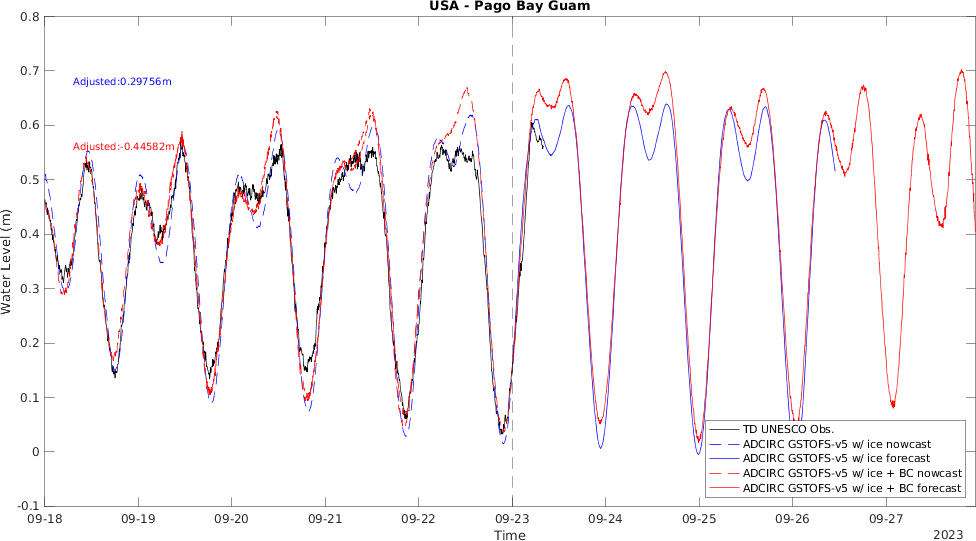 USA - Pago Bay Guam
0.8
0.7
0.6
0.5
0.4
0.3
0.2
0.1
0
-0.1
Water Level (m)
Adjusted:0.29756m
Adjusted:-0.44582m
TD UNESCO Obs.
ADCIRC GSTOFS-v5 w/ ice nowcast
ADCIRC GSTOFS-v5 w/ ice forecast
ADCIRC GSTOFS-v5 w/ ice + BC nowcast
ADCIRC GSTOFS-v5 w/ ice + BC forecast
09-18 09-19 09-20 09-21 09-22 09-23 09-24 09-25 09-26 09-27
Time
2023